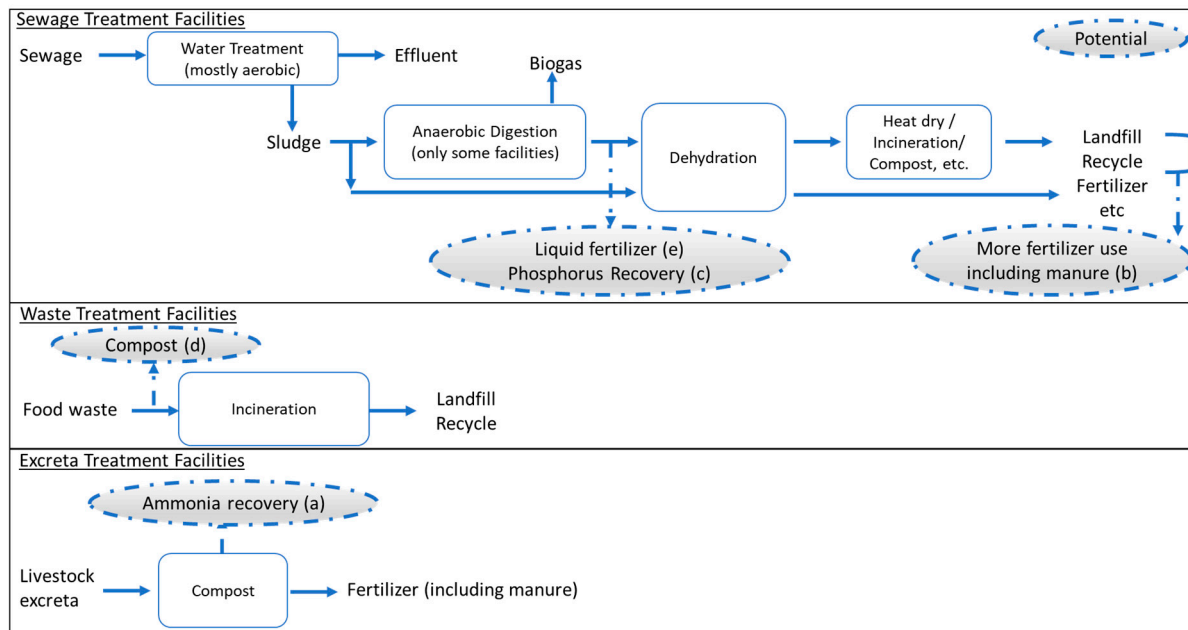 Sewage Treatment Facilities
Sewage
Water Treatment
(mostly aerobic)
Effluent
Potential
Biogas
Sludge
Anaerobic Digestion
(only some facilities)
Dehydration
Heat dry /
Incineration/
Compost, etc.
Landfill
Recycle
Fertilizer
etc
Liquid fertilizer (e)
Phosphorus Recovery (c)
More fertilizer use
including manure (b)
Waste Treatment Facilities
Compost (d)
Food waste
Incineration
Landfill
Recycle
Excreta Treatment Facilities
Ammonia recovery (a)
Livestock
excreta
Compost
Fertilizer (including manure)